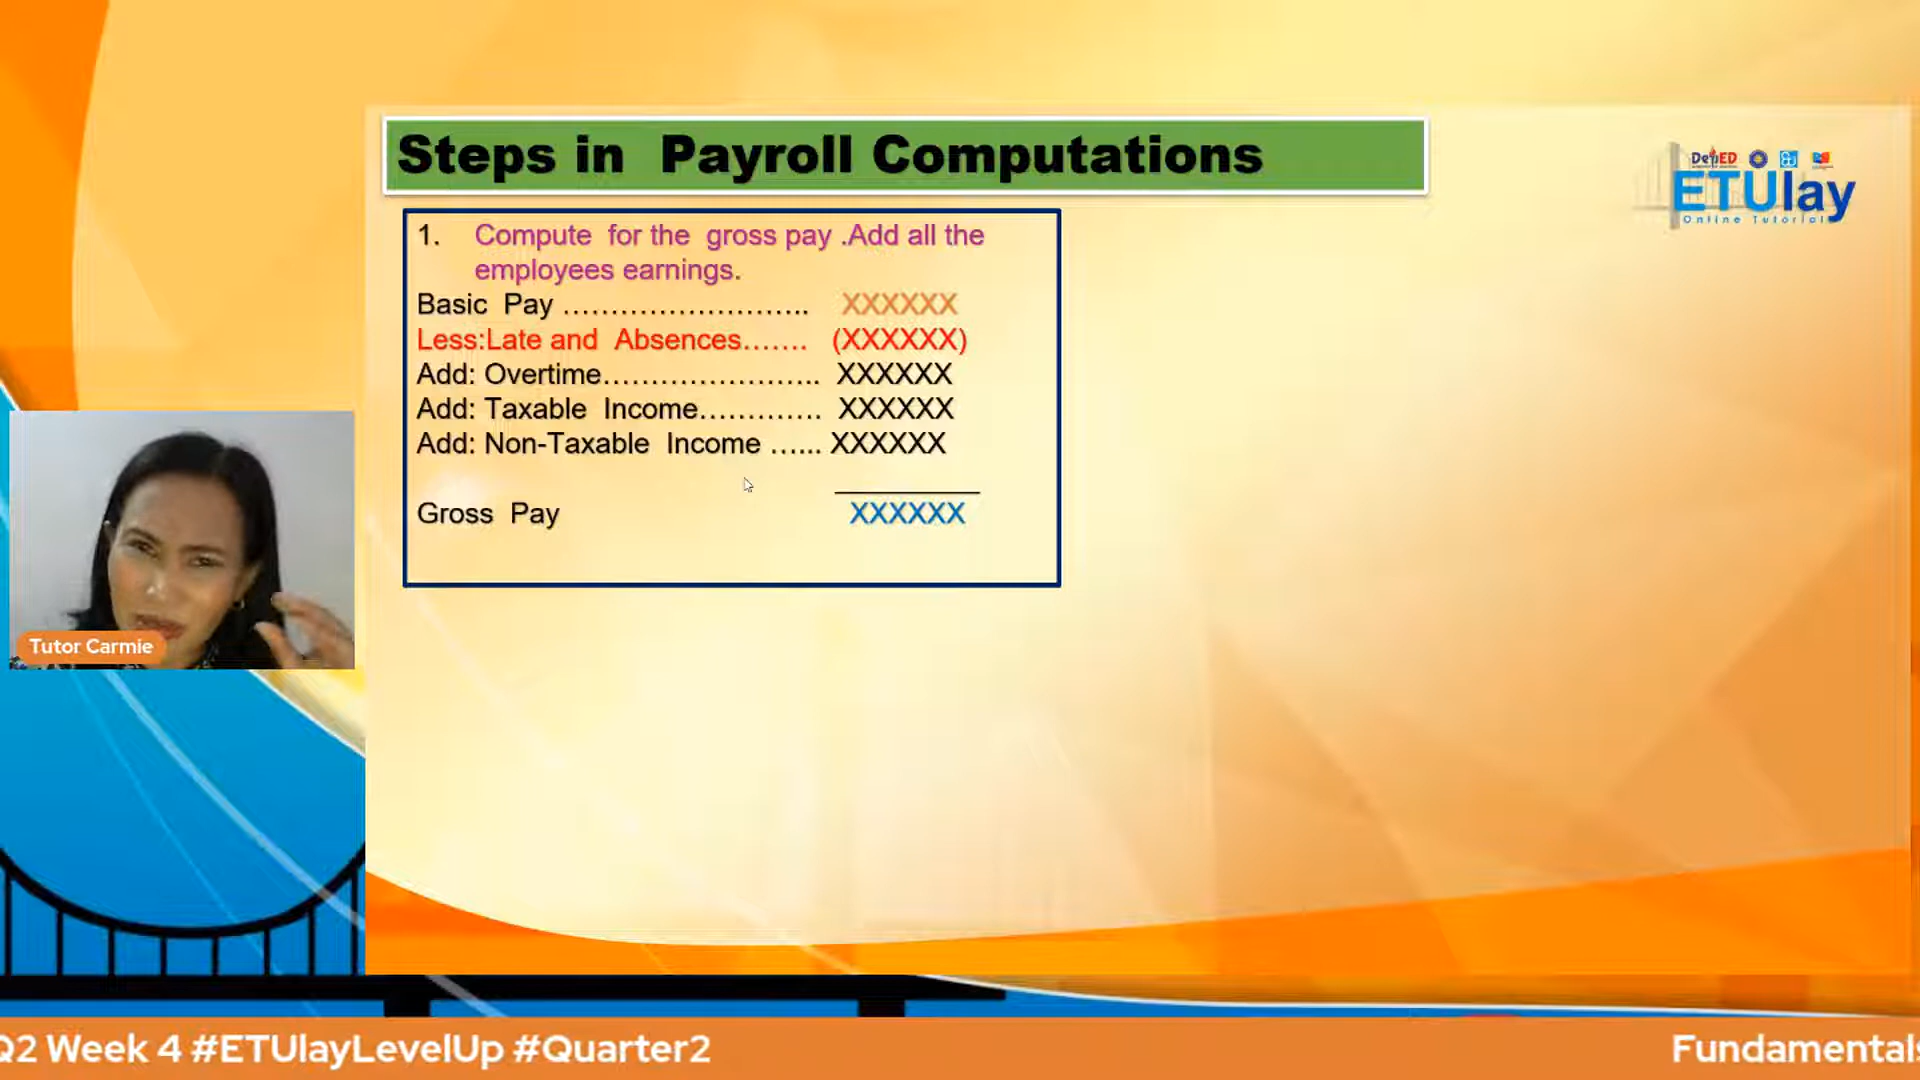 Steps in Payroll Computations
DepED
ETUlay
Online Tutorial
1. Compute for the gross pay .Add all the
employees earnings.
Basic Pay …………………….. XXXXXX
Less:Late and Absences……. (XXXXXX)
Add: Overtime………………….. XXXXXX
Add: Taxable Income…………. XXXXXX
Add: Non-Taxable Income …... XXXXXX
Gross Pay XXXXXX
Tutor Carmie
Q2 Week 4 #ETUlayLevelUp #Quarter2
Fundamentals